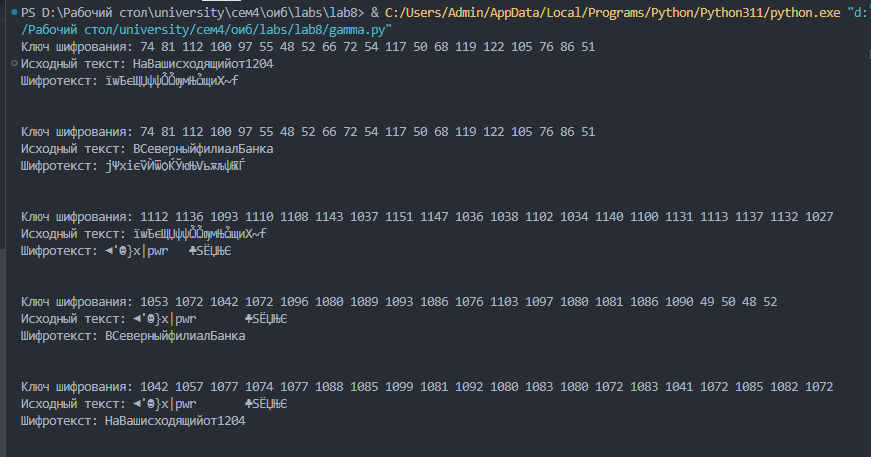 PS D:\Рабочий стол\university\сем4\оиб\labs\lab8> & C:/Users/Admin/AppData/Local/Programs/Python/Python311/python.exe "d:
/Рабочий стол/university/сем4/оиб/labs/lab8/gamma.py"
Ключ шифрования: 74 81 112 100 97 55 48 52 66 72 54 117 50 68 119 122 105 76 86 51
Исходный текст: НаВашисходящийот1204
Шифротекст:
Ключ шифрования: 74 81 112 100 97 55 48 52 66 72 54 117 50 68 119 122 105 76 86 51
Исходный текст: ВСеверныйфилиалБанка
Шифротекст:
Ключ шифрования: 1112 1136 1093 1110 1108 1143 1037 1151 1147 1036 1038 1102 1034 1140 1100 1131 1113 1137 1132 1027
Исходный текст:
Шифротекст: ◄'☻}x|pwr ♣SЁЏЊЄ
Ключ шифрования: 1053 1072 1042 1072 1096 1080 1089 1093 1086 1076 1103 1097 1080 1081 1086 1090 49 50 48 52
Исходный текст: ◄'☻}x|pwr ♣SЁЏЊЄ
Шифротекст: ВСеверныйфилиалБанка
Ключ шифрования: 1042 1057 1077 1074 1077 1088 1085 1099 1081 1092 1080 1083 1080 1072 1083 1041 1072 1085 1082 1072
Исходный текст: ◄'☻}x|pwr ♣SЁЏЊЄ
Шифротекст: НаВашисходящийот1204